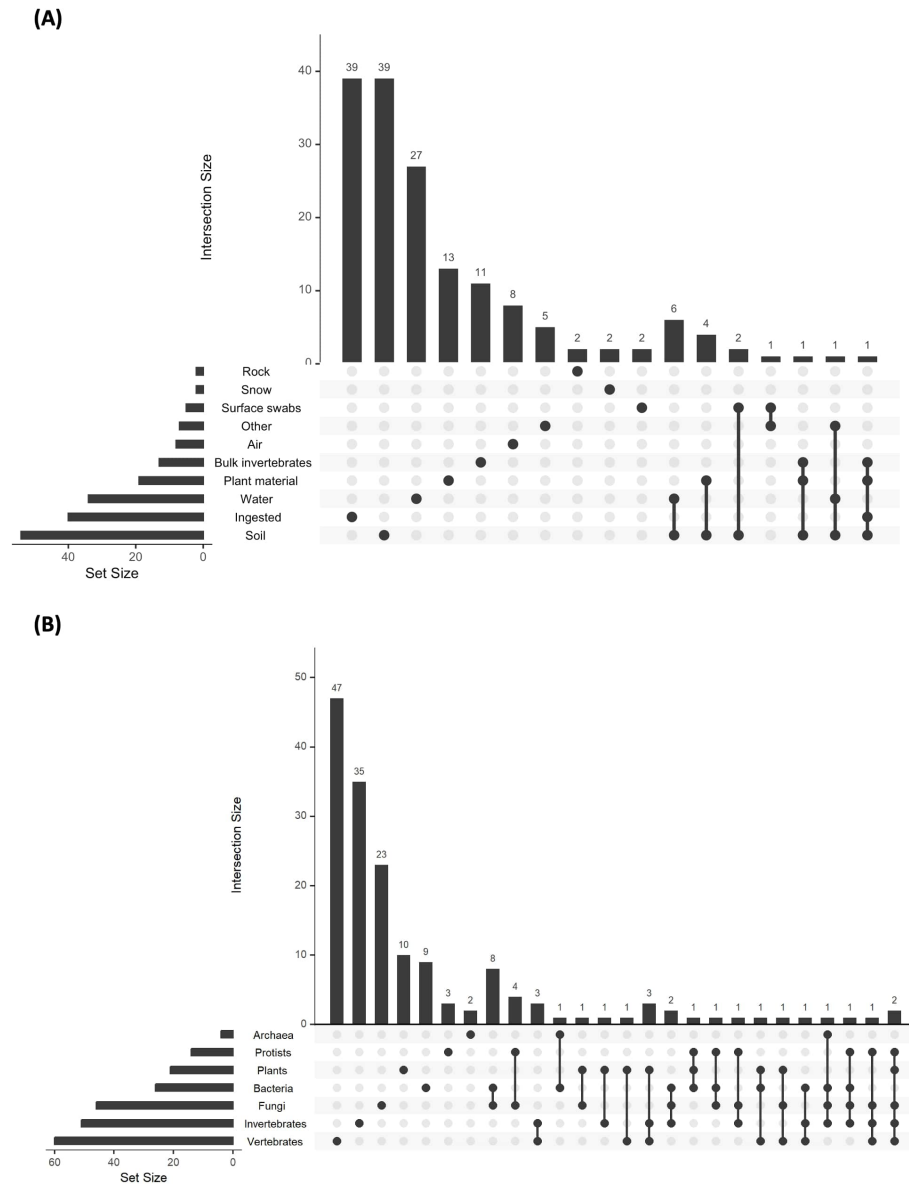 (A)
Intersection Size
40
30
20
10
0
39 39 27 13 11 8 5 2 2 2 6 4 2 1 1 1 1
Rock
Snow
Surface swabs
Other
Air
Bulk invertebrates
Plant material
Water
Ingested
Soil
40 20 0
Set Size
(B)
Intersection Size
50
40
30
20
10
0
47 35 23 10 9 3 2 8 4 3 1 1 1 1 3 2 1 1 1 1 1 1 1 1 1 2
Archaea
Protists
Plants
Bacteria
Fungi
Invertebrates
Vertebrates
60 40 20 0
Set Size